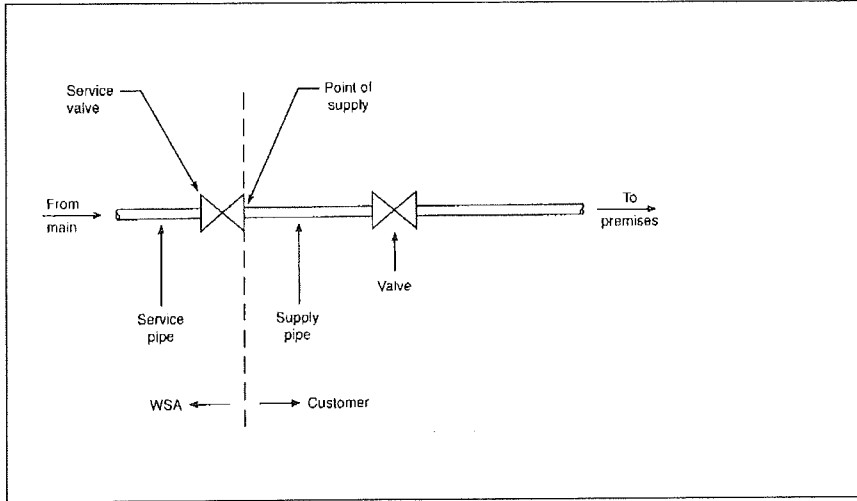 Service
valve
Point of
supply
From
main
To
premises
Valve
Service
pipe
Supply
pipe
WSA
Customer